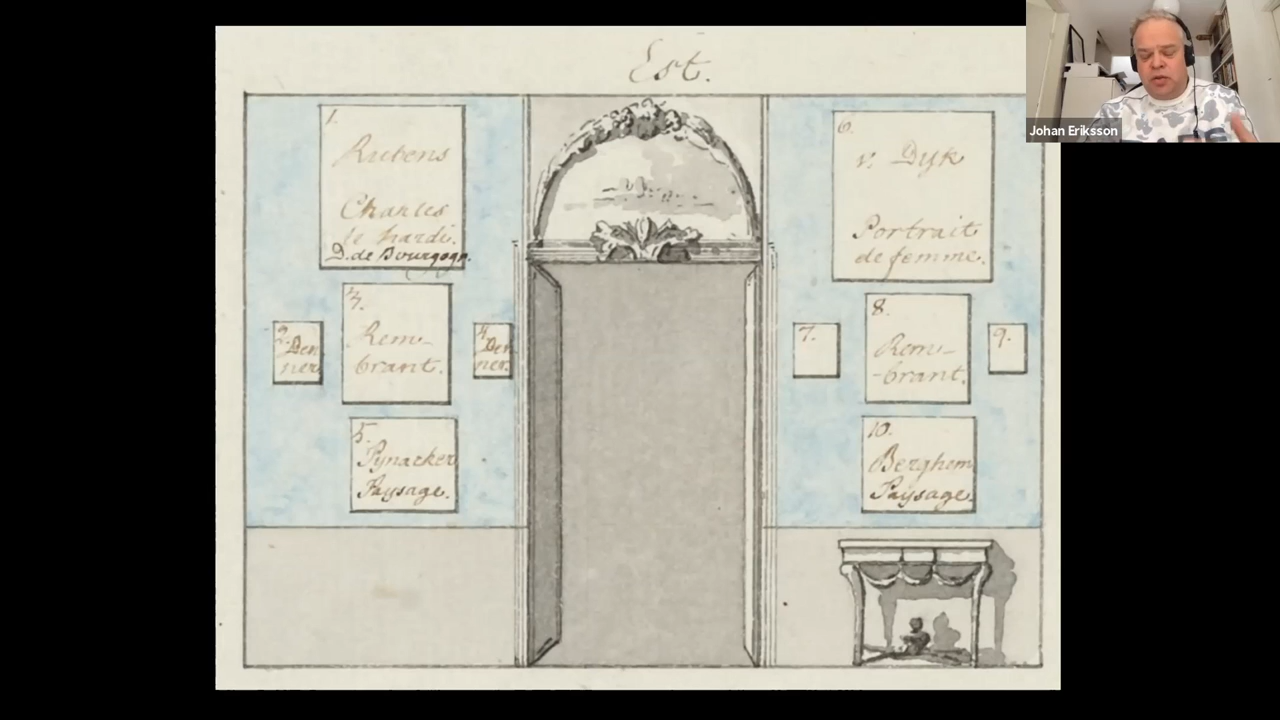 Est.
Johan Eriksson
1.
Rubens
Charles
le hardi.
D. de Bourgogn.
2.
Den
ner.
3.
Rem-
brant.
4.
Den
ner.
5.
Pynacker
Paysage.
6.
v. Dyk
Portrait
de femme.
7.
8.
Rem-
-brant.
9.
10.
Berghem
Paysage.